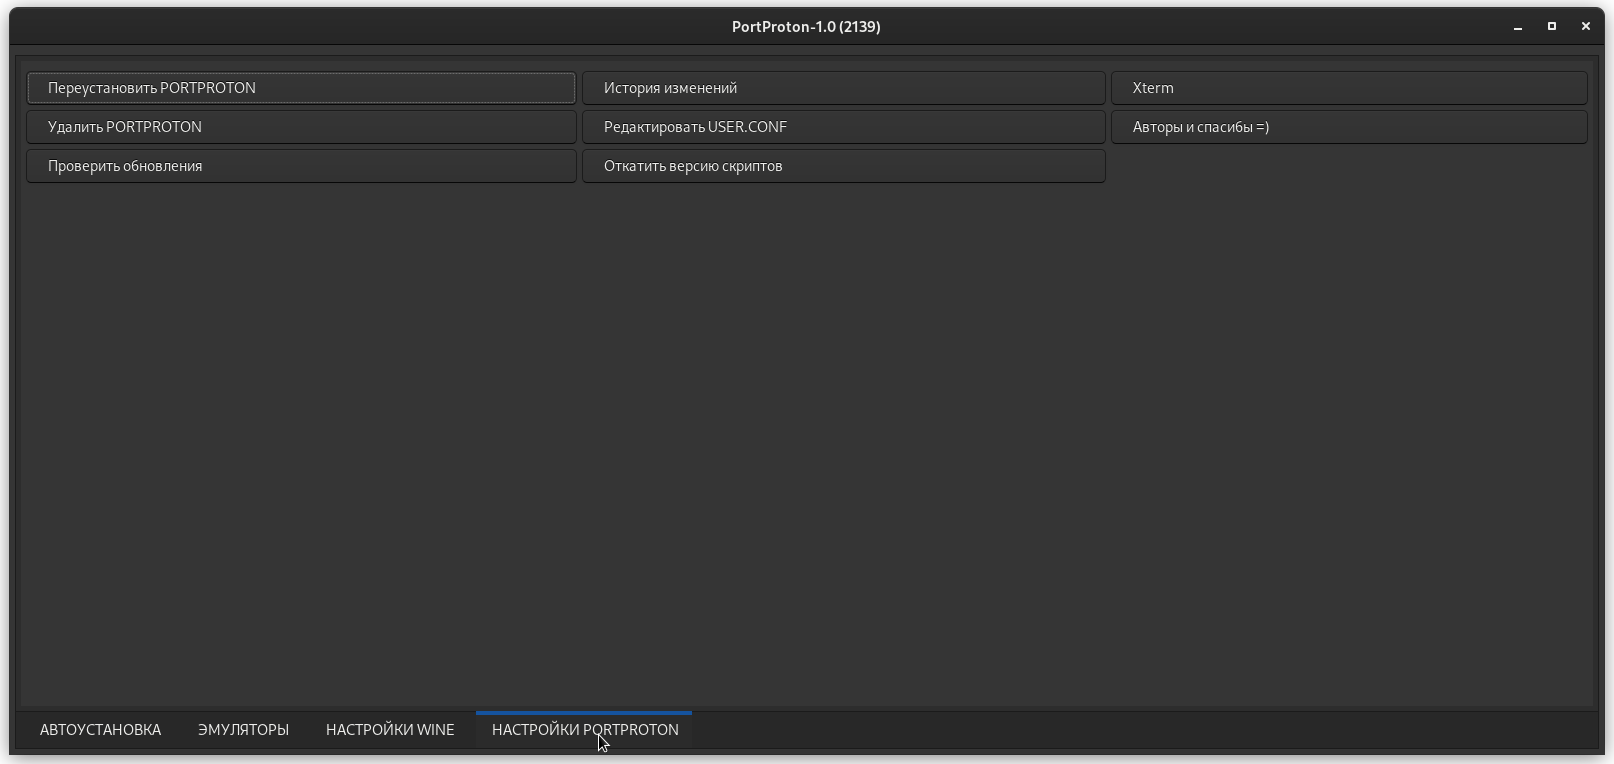 PortProton-1.0 (2139)
Переустановить PORTPROTON
История изменений
Xterm
Удалить PORTPROTON
Редактировать USER.CONF
Авторы и спасибы =)
Проверить обновления
Откатить версию скриптов
АВТОУСТАНОВКА
ЭМУЛЯТОРЫ
НАСТРОЙКИ WINE
НАСТРОЙКИ PORTPROTON